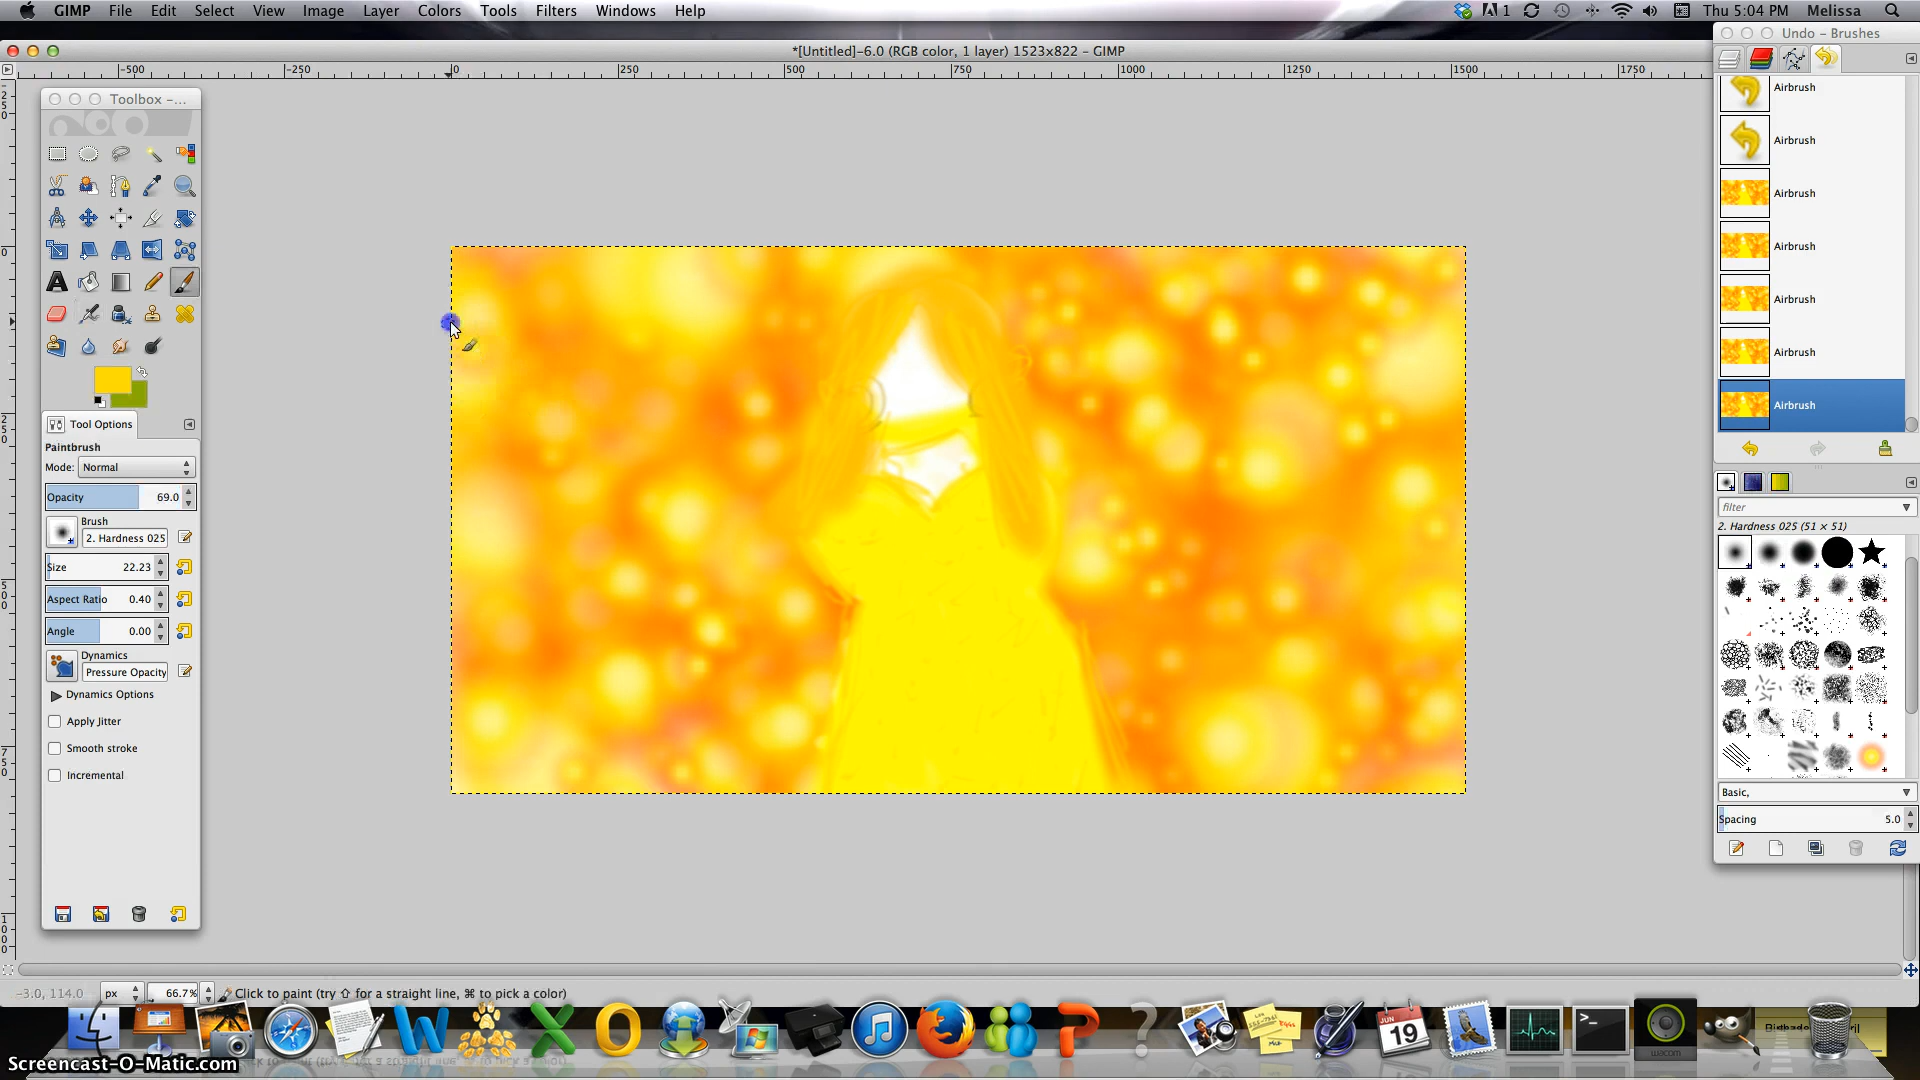 GIMP File Edit Select View Image Layer Colors Tools Filters Windows Help
1 Thu 5:04 PM Melissa
*[Untitled]-6.0 (RGB color, 1 layer) 1523x822 – GIMP
Undo – Brushes
-500 -250 0 250 500 750 1000 1250 1500 1750
Toolbox –...
Airbrush
Airbrush
Airbrush
Airbrush
Airbrush
Airbrush
Airbrush
Tool Options
Paintbrush
Mode: Normal
Opacity 69.0
Brush
2. Hardness 025
Size 22.23
Aspect Ratio 0.40
Angle 0.00
Dynamics
Pressure Opacity
Dynamics Options
Apply Jitter
Smooth stroke
Incremental
filter
2. Hardness 025 (51 × 51)
Basic,
Spacing 5.0
-3.0, 114.0 px 66.7% Click to paint (try ⇧ for a straight line, ⌘ to pick a color)
JUN
19
wacom
Screencast-O-Matic.com